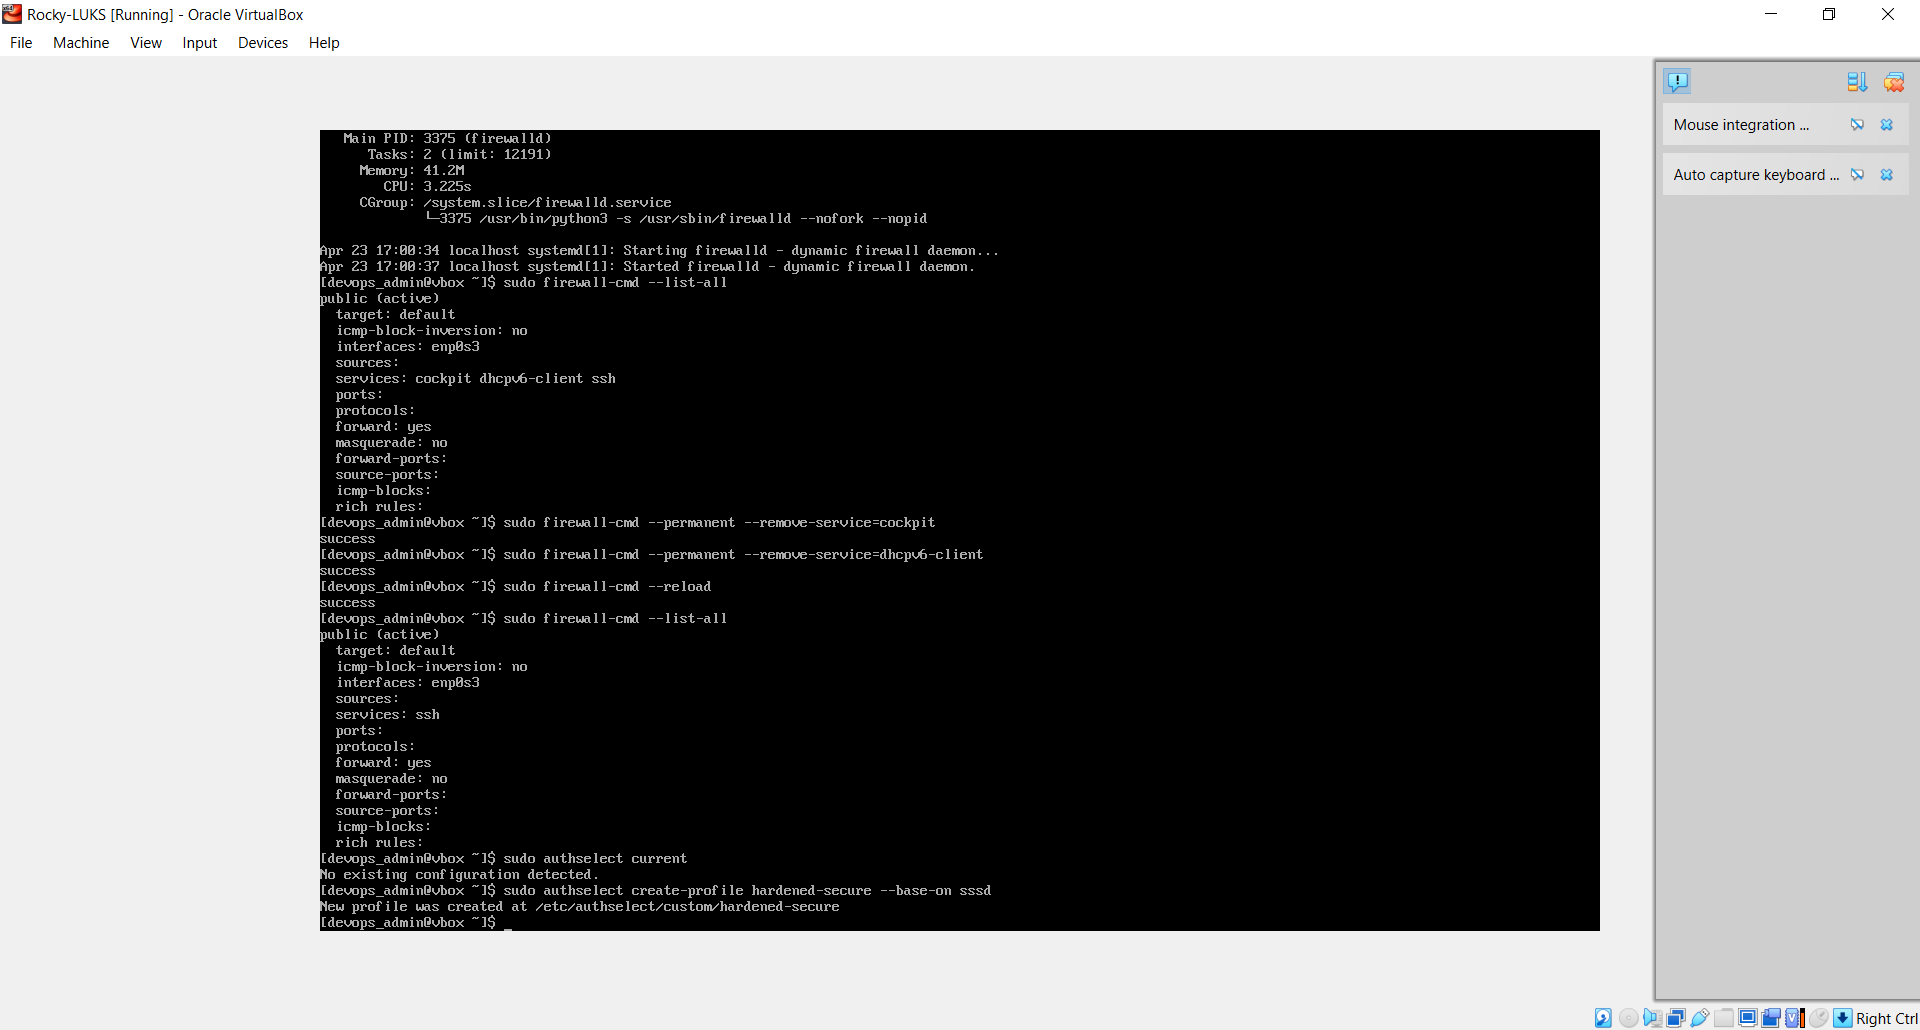 Rocky-LUKS [Running] - Oracle VirtualBox
File Machine View Input Devices Help
Mouse integration ...
Auto capture keyboard ...
Main PID: 3375 (firewalld)
Tasks: 2 (limit: 12191)
Memory: 41.2M
CPU: 3.225s
CGroup: /system.slice/firewalld.service
└─3375 /usr/bin/python3 -s /usr/sbin/firewalld --nofork --nopid
Apr 23 17:00:34 localhost systemd[1]: Starting firewalld - dynamic firewall daemon...
Apr 23 17:00:37 localhost systemd[1]: Started firewalld - dynamic firewall daemon.
[devops_admin@vbox ~]$ sudo firewall-cmd --list-all
public (active)
target: default
icmp-block-inversion: no
interfaces: enp0s3
sources:
services: cockpit dhcpv6-client ssh
ports:
protocols:
forward: yes
masquerade: no
forward-ports:
source-ports:
icmp-blocks:
rich rules:
[devops_admin@vbox ~]$ sudo firewall-cmd --permanent --remove-service=cockpit
success
[devops_admin@vbox ~]$ sudo firewall-cmd --permanent --remove-service=dhcpv6-client
success
[devops_admin@vbox ~]$ sudo firewall-cmd --reload
success
[devops_admin@vbox ~]$ sudo firewall-cmd --list-all
public (active)
target: default
icmp-block-inversion: no
interfaces: enp0s3
sources:
services: ssh
ports:
protocols:
forward: yes
masquerade: no
forward-ports:
source-ports:
icmp-blocks:
rich rules:
[devops_admin@vbox ~]$ sudo authselect current
No existing configuration detected.
[devops_admin@vbox ~]$ sudo authselect create-profile hardened-secure --base-on sssd
New profile was created at /etc/authselect/custom/hardened-secure
[devops_admin@vbox ~]$ _
Right Ctrl